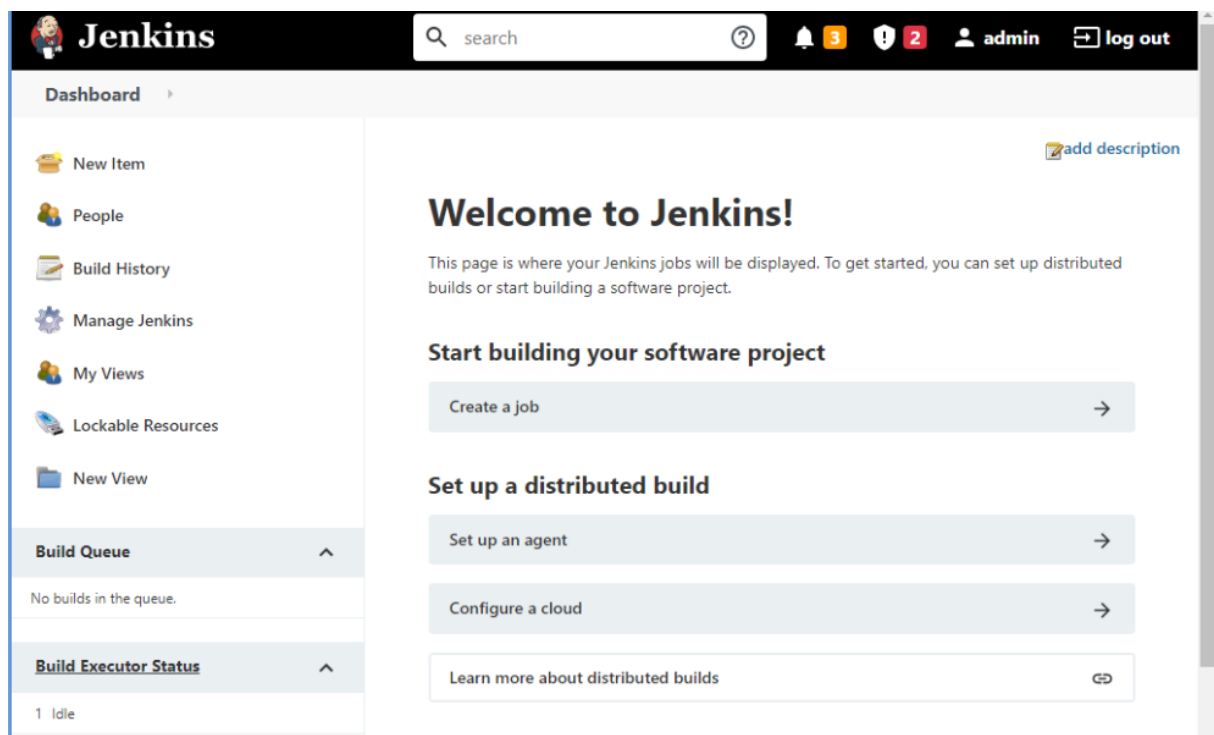 Jenkins
search
3
2
admin
log out
Dashboard
New Item
People
Build History
Manage Jenkins
My Views
Lockable Resources
New View
Build Queue
No builds in the queue.
Build Executor Status
1 Idle
add description
Welcome to Jenkins!
This page is where your Jenkins jobs will be displayed. To get started, you can set up distributed
builds or start building a software project.
Start building your software project
Create a job
Set up a distributed build
Set up an agent
Configure a cloud
Learn more about distributed builds